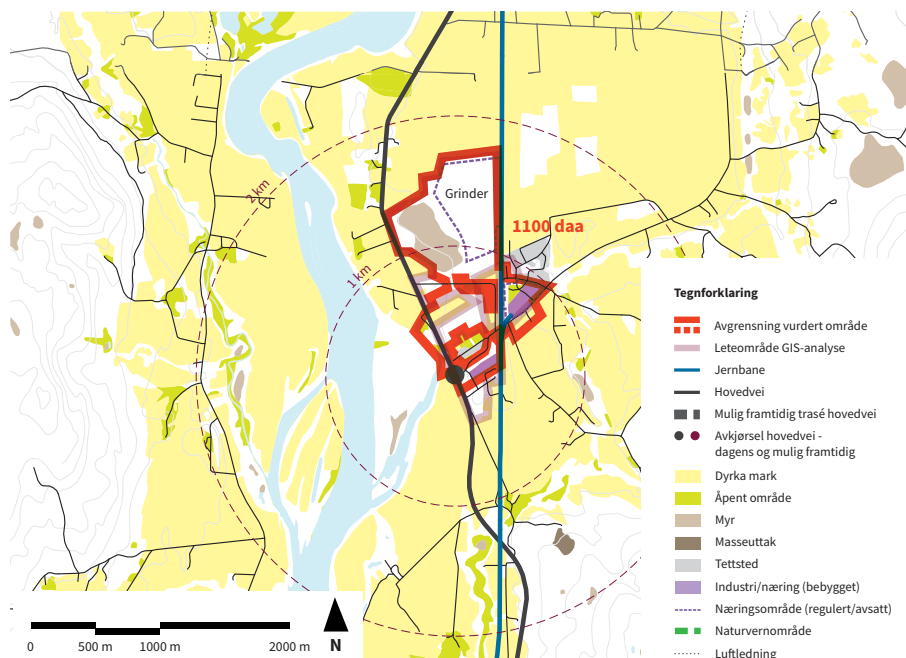 2 km
Grinder
1100 daa
1 km
Tegnforklaring
Avgrensning vurdert område
Leteområde GIS-analyse
Jernbane
Hovedvei
Mulig framtidig trasé hovedvei
Avkjørsel hovedvei -
dagens og mulig framtidig
Dyrka mark
Åpent område
Myr
Masseuttak
Tettsted
Industri/næring (bebygget)
Næringsområde (regulert/avsatt)
Naturvernområde
Luftledning
0 500 m 1000 m 2000 m
N